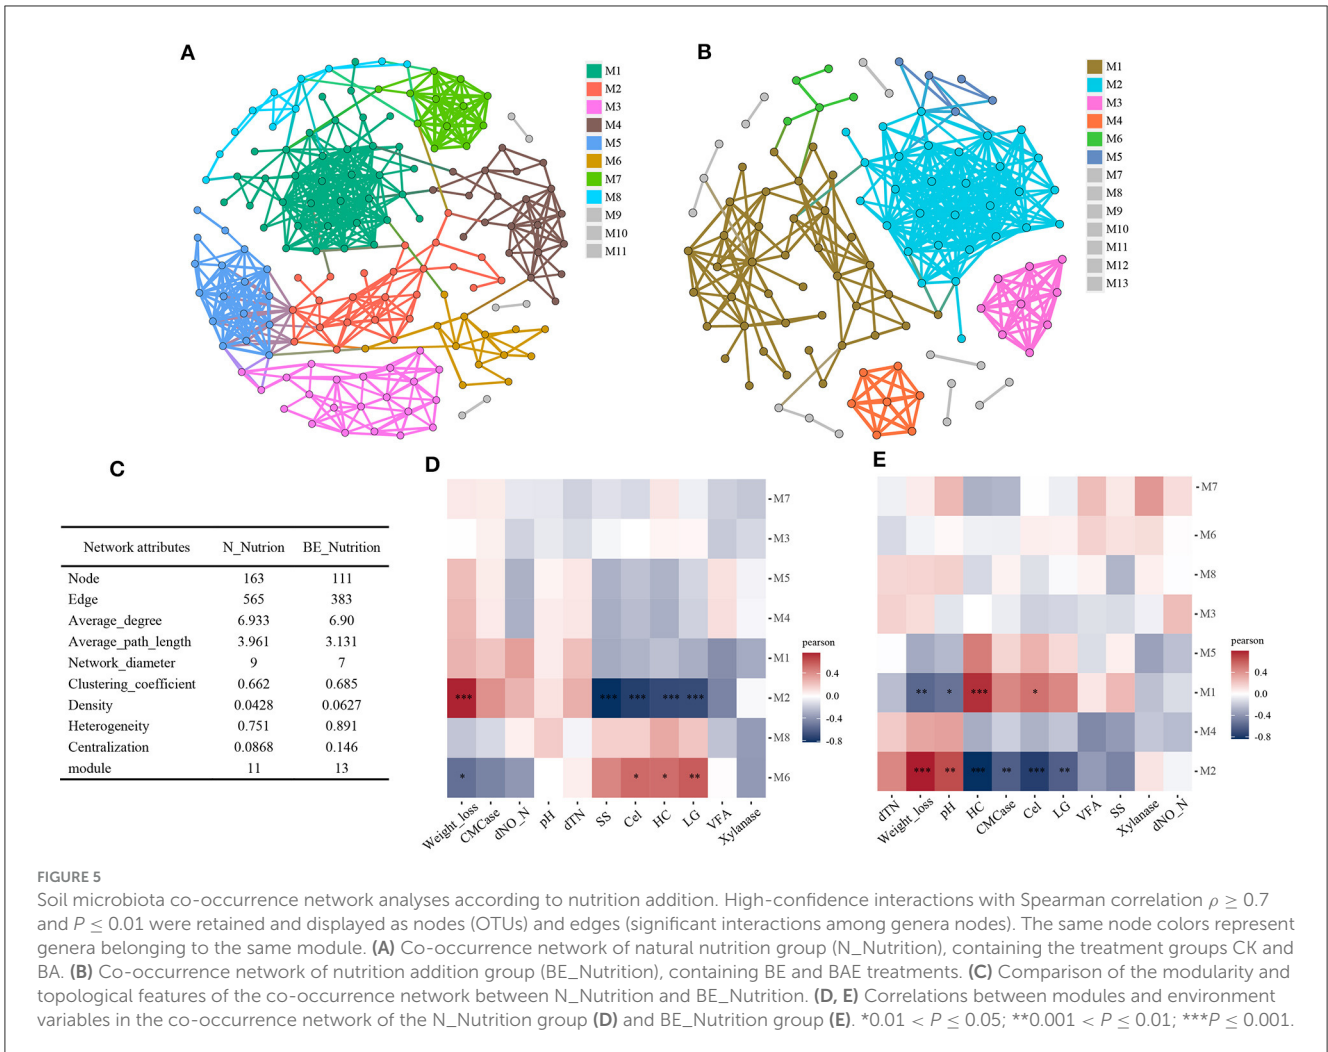 A
M1
M2
M3
M4
M5
M6
M7
M8
M9
M10
M11
B
M1
M2
M3
M4
M6
M5
M7
M8
M9
M10
M11
M12
M13
C
Network attributes N_Nutrion BE_Nutrition
Node 163 111
Edge 565 383
Average_degree 6.933 6.90
Average_path_length 3.961 3.131
Network_diameter 9 7
Clustering_coefficient 0.662 0.685
Density 0.0428 0.0627
Heterogeneity 0.751 0.891
Centralization 0.0868 0.146
module 11 13
D
M7
M3
M5
M4
M1
*** *** *** *** *** M2
M8
* * * ** M6
Weight_loss CMCase dNO_N pH dTN SS Cel HC LG VFA Xylanase
pearson
0.4
0.0
-0.4
-0.8
E
M7
M6
M8
M3
M5
** * *** * M1
M4
*** ** *** ** *** ** M2
dTN Weight_loss pH HC CMCase Cel LG VFA SS Xylanase dNO_N
pearson
0.4
0.0
-0.4
-0.8
FIGURE 5
Soil microbiota co-occurrence network analyses according to nutrition addition. High-confidence interactions with Spearman correlation ρ ≥ 0.7
and P ≤ 0.01 were retained and displayed as nodes (OTUs) and edges (significant interactions among genera nodes). The same node colors represent
genera belonging to the same module. (A) Co-occurrence network of natural nutrition group (N_Nutrition), containing the treatment groups CK and
BA. (B) Co-occurrence network of nutrition addition group (BE_Nutrition), containing BE and BAE treatments. (C) Comparison of the modularity and
topological features of the co-occurrence network between N_Nutrition and BE_Nutrition. (D, E) Correlations between modules and environment
variables in the co-occurrence network of the N_Nutrition group (D) and BE_Nutrition group (E). *0.01 < P ≤ 0.05; **0.001 < P ≤ 0.01; ***P ≤ 0.001.